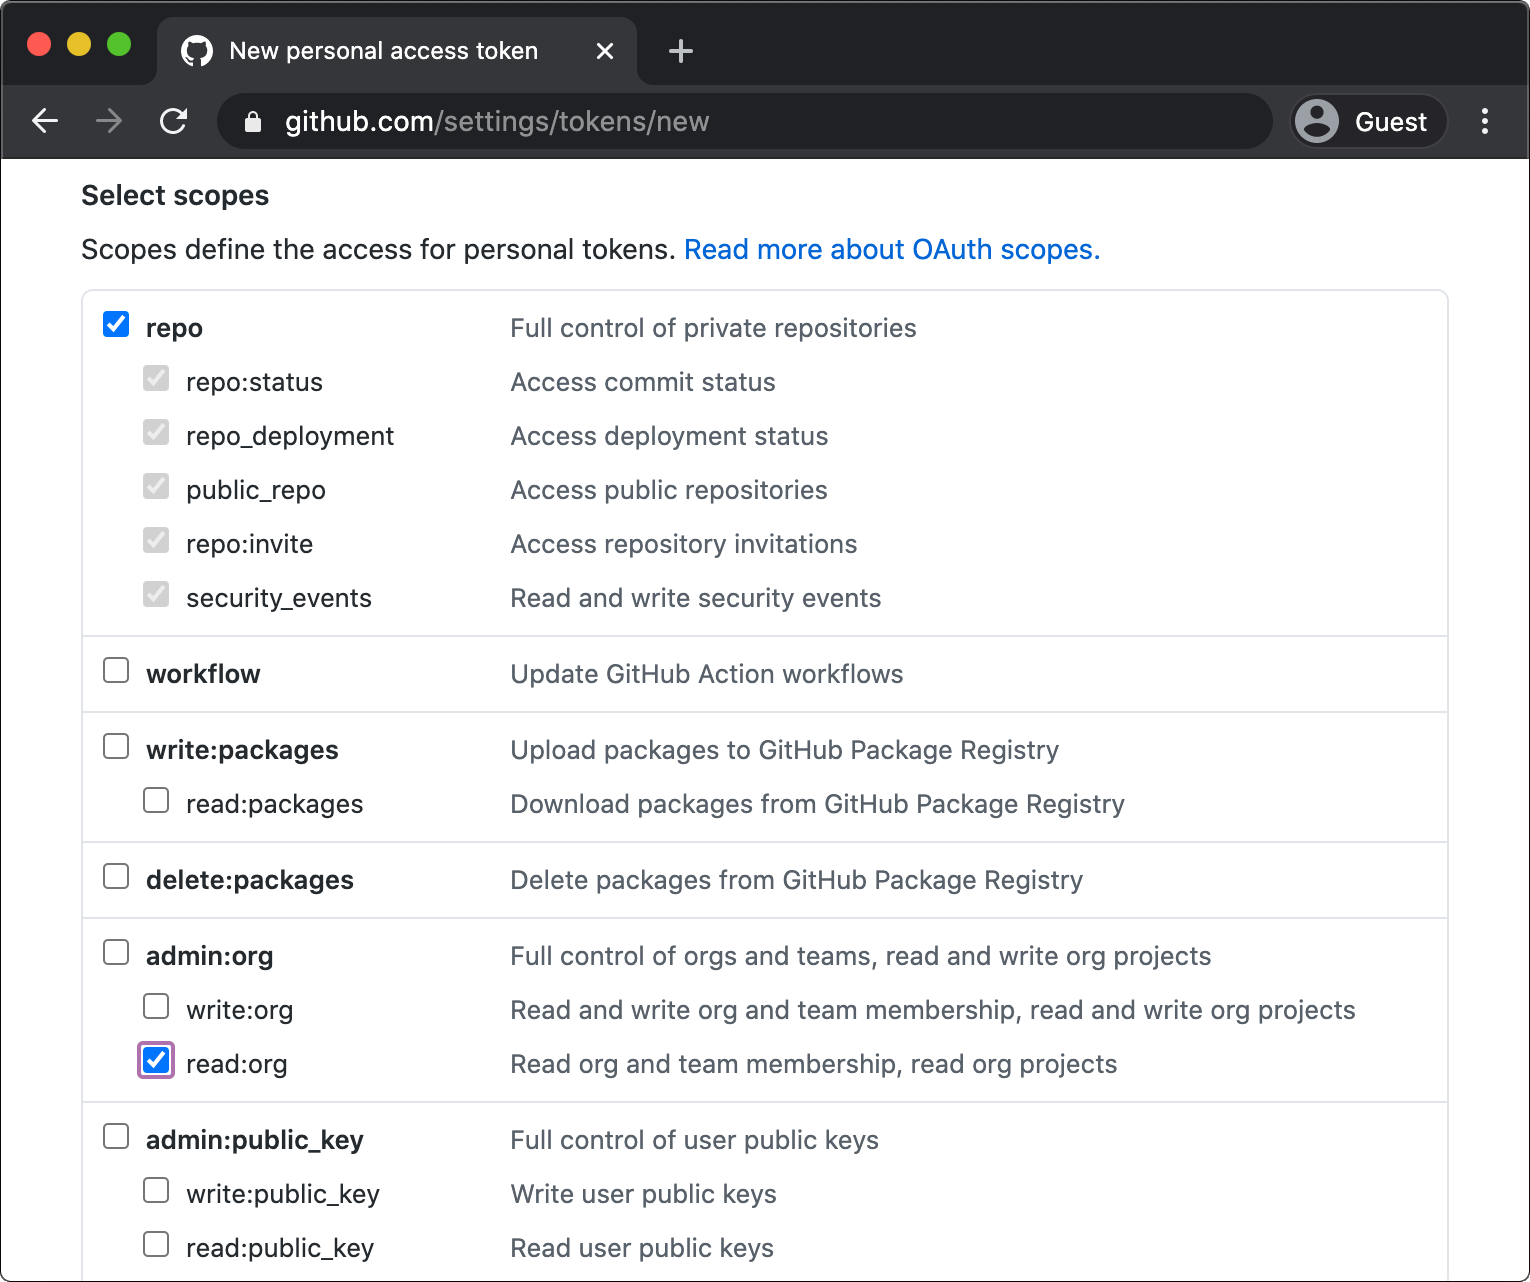 New personal access token
github.com/settings/tokens/new
Guest
Select scopes
Scopes define the access for personal tokens. Read more about OAuth scopes.
repo Full control of private repositories
repo:status Access commit status
repo_deployment Access deployment status
public_repo Access public repositories
repo:invite Access repository invitations
security_events Read and write security events
workflow Update GitHub Action workflows
write:packages Upload packages to GitHub Package Registry
read:packages Download packages from GitHub Package Registry
delete:packages Delete packages from GitHub Package Registry
admin:org Full control of orgs and teams, read and write org projects
write:org Read and write org and team membership, read and write org projects
read:org Read org and team membership, read org projects
admin:public_key Full control of user public keys
write:public_key Write user public keys
read:public_key Read user public keys